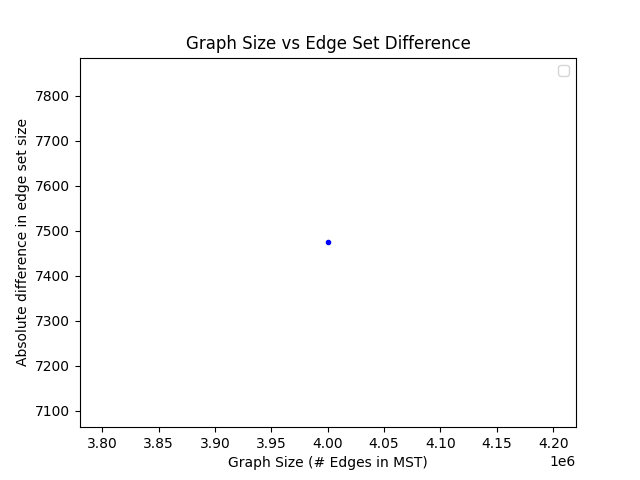 Graph Size vs Edge Set Difference
Absolute difference in edge set size
7800
7700
7600
7500
7400
7300
7200
7100
3.80 3.85 3.90 3.95 4.00 4.05 4.10 4.15 4.20
1e6
Graph Size (# Edges in MST)